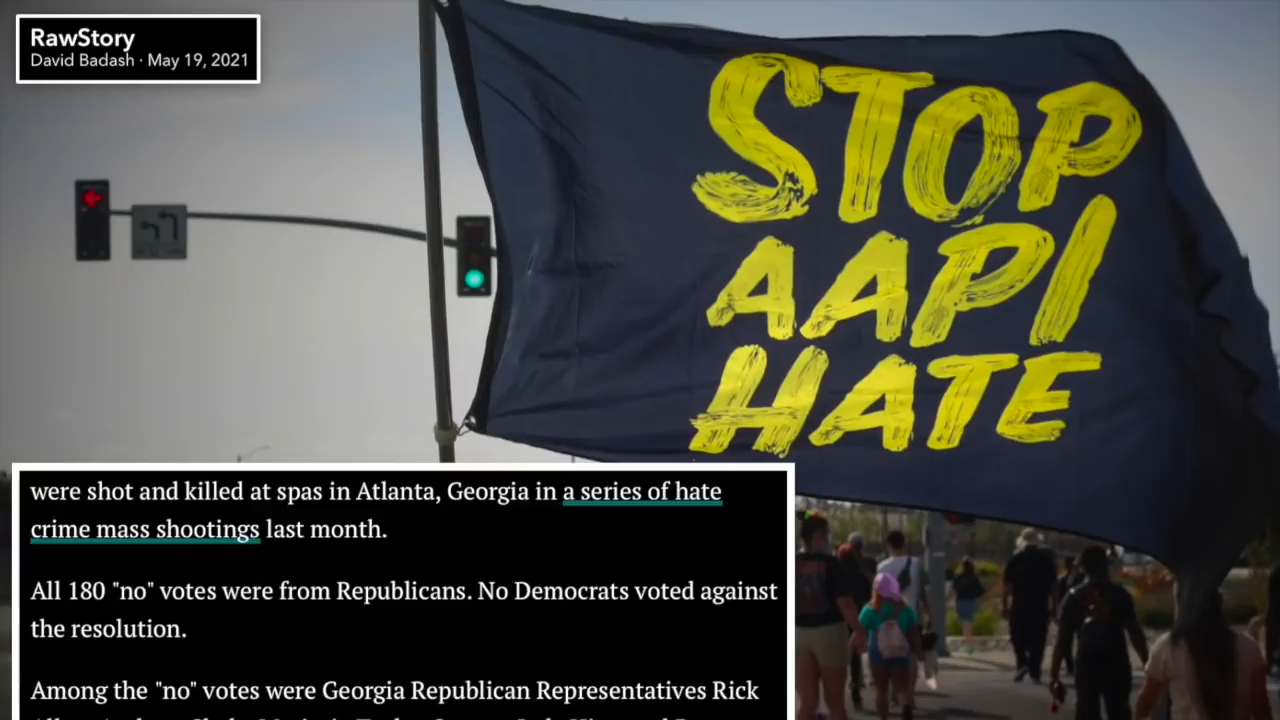 RawStory
David Badash · May 19, 2021
STOP
AAPI
HATE
were shot and killed at spas in Atlanta, Georgia in a series of hate
crime mass shootings last month.
All 180 "no" votes were from Republicans. No Democrats voted against
the resolution.
Among the "no" votes were Georgia Republican Representatives Rick